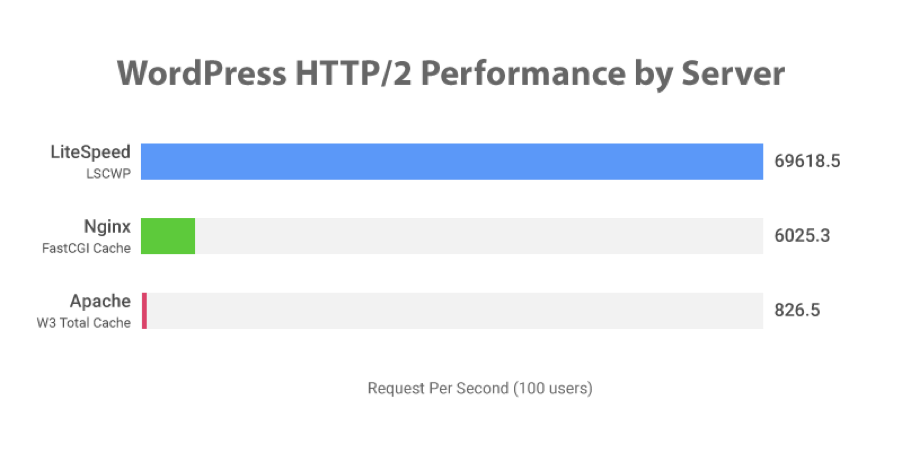 WordPress HTTP/2 Performance by Server
LiteSpeed
LSCWP
69618.5
Nginx
FastCGI Cache
6025.3
Apache
W3 Total Cache
826.5
Request Per Second (100 users)